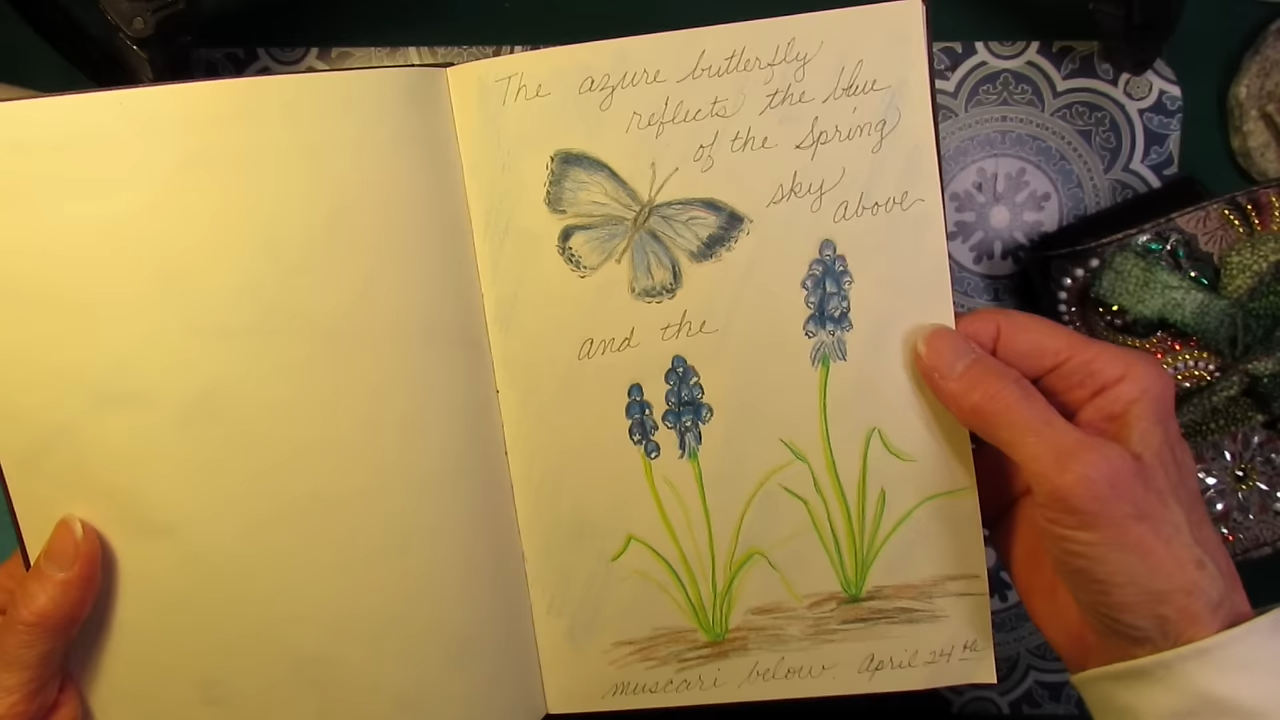 The azure butterfly
reflects the blue
of the Spring
sky
above
and the
muscari below. April 24th